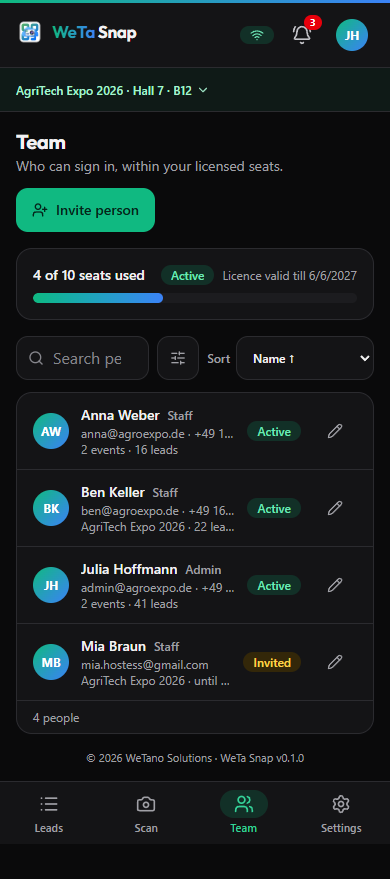 WeTa Snap
3
JH
AgriTech Expo 2026 · Hall 7 · B12
Team
Who can sign in, within your licensed seats.
Invite person
4 of 10 seats used Active Licence valid till 6/6/2027
Search pe Sort Name ↑
AW Anna Weber Staff
anna@agroexpo.de · +49 1...
2 events · 16 leads
Active
BK Ben Keller Staff
ben@agroexpo.de · +49 16...
AgriTech Expo 2026 · 22 lea...
Active
JH Julia Hoffmann Admin
admin@agroexpo.de · +49 ...
2 events · 41 leads
Active
MB Mia Braun Staff
mia.hostess@gmail.com
AgriTech Expo 2026 · until ...
Invited
4 people
© 2026 WeTano Solutions · WeTa Snap v0.1.0
Leads Scan Team Settings